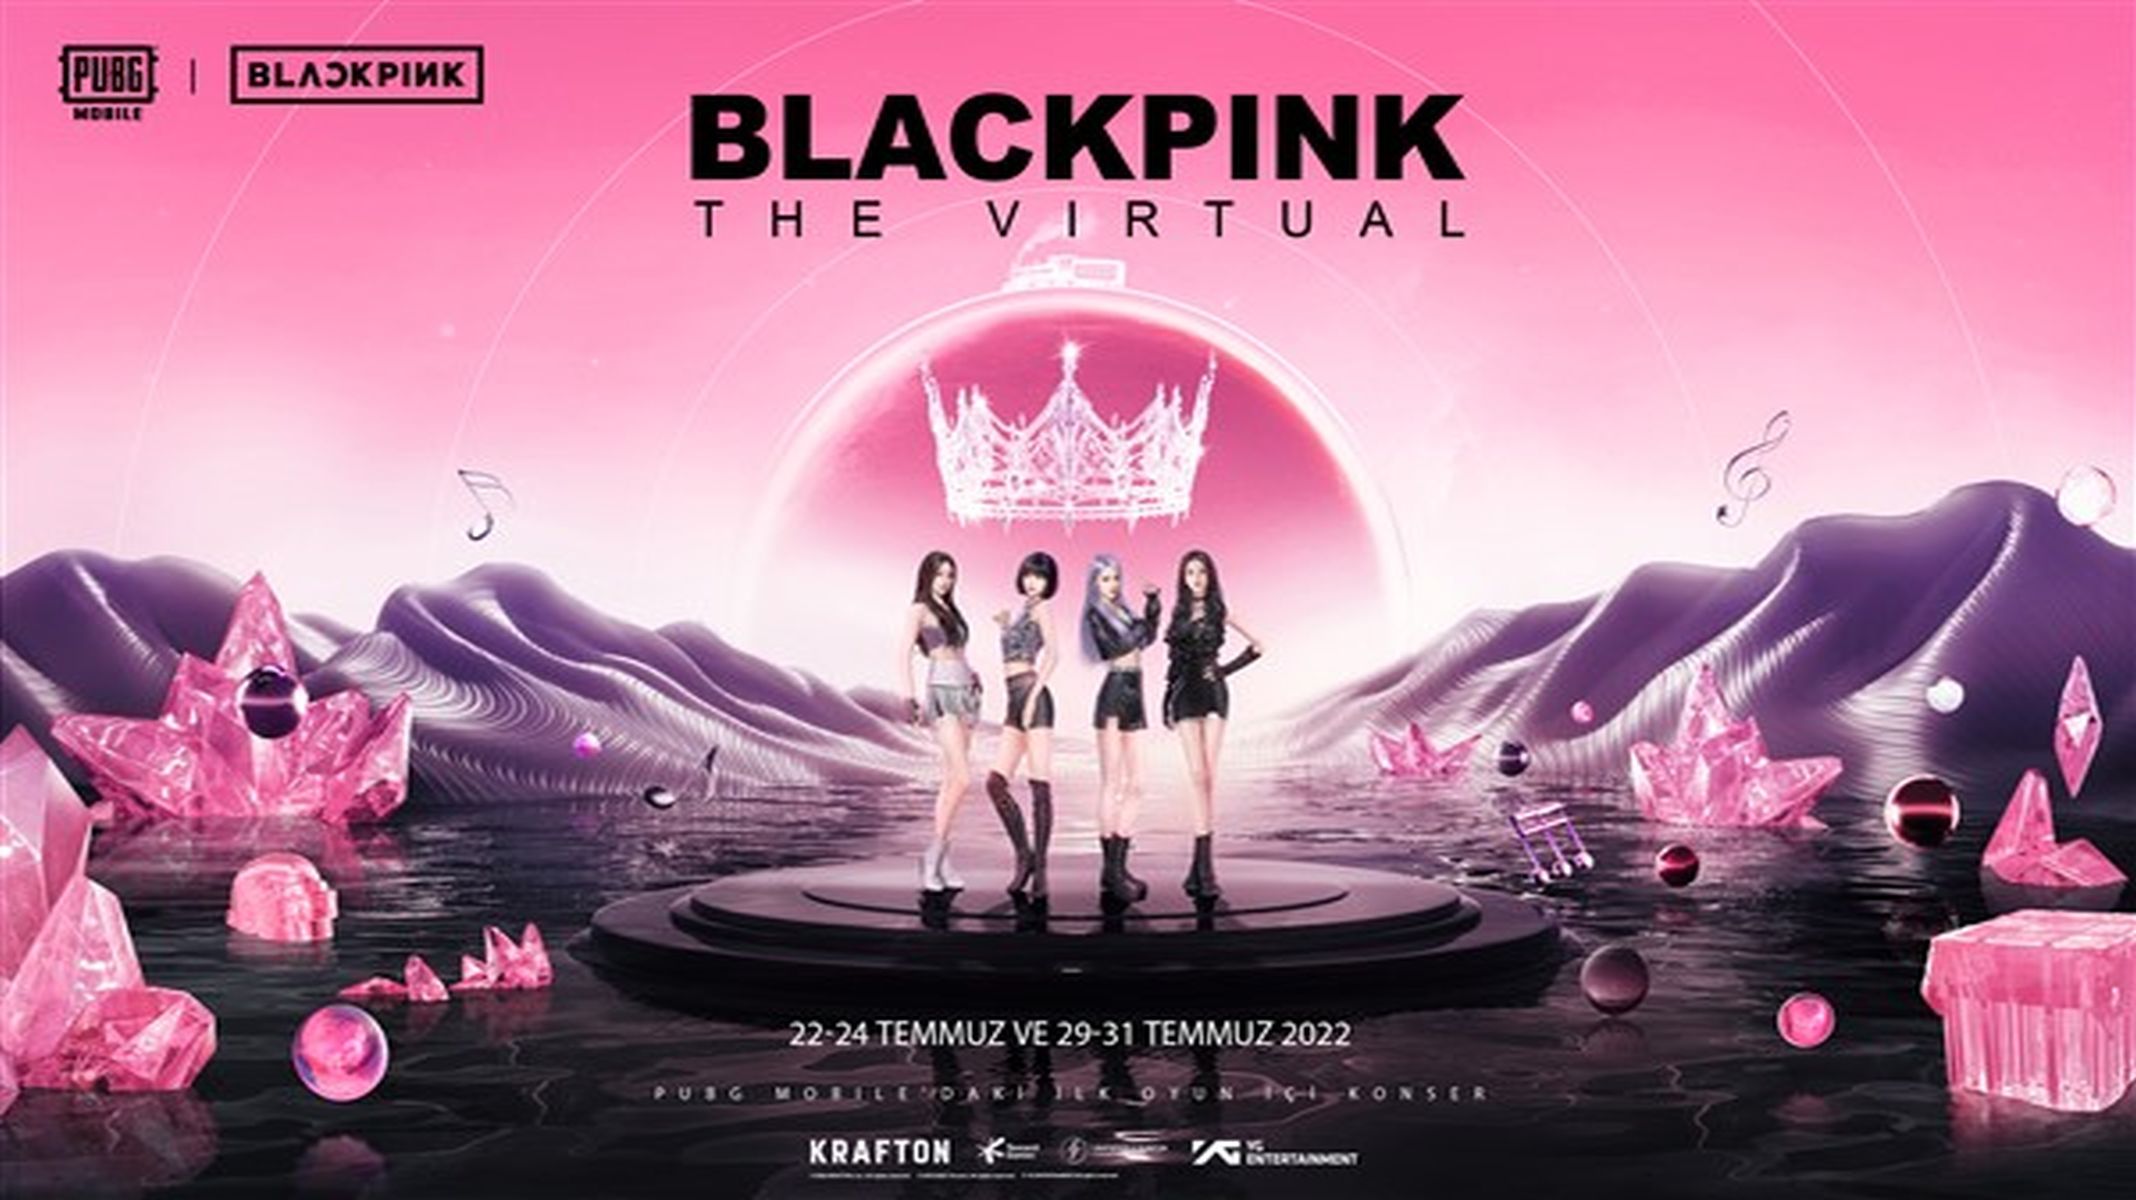 PUBG MOBILE | BLACKPINK
BLACKPINK
THE VIRTUAL
22-24 TEMMUZ VE 29-31 TEMMUZ 2022
PUBG MOBILE'DAKİ İLK OYUN İÇİ KONSER
KRAFTON YG ENTERTAINMENT